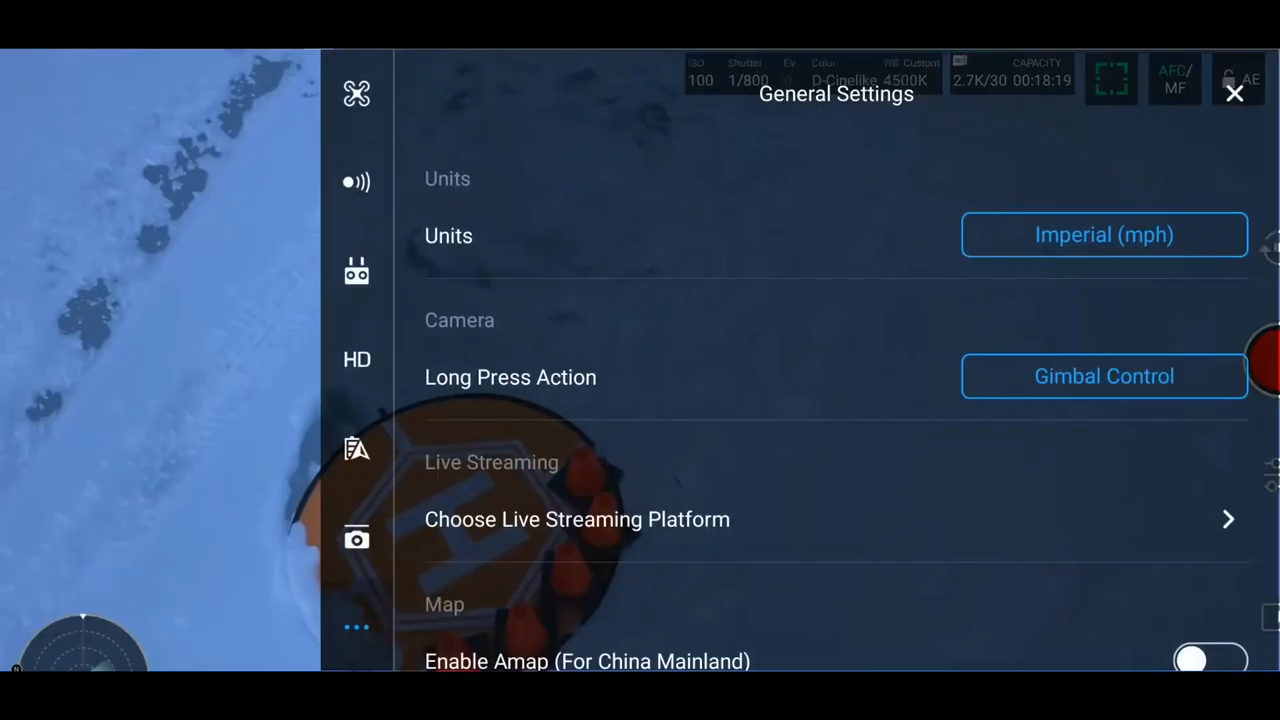 ISO Shutter Ev Color WB Custom CAPACITY
100 1/800 0 D-Cinelike 4500K 2.7K/30 00:18:19
AFC/
MF
AE
General Settings
Units
Units Imperial (mph)
Camera
Long Press Action Gimbal Control
HD
Live Streaming
Choose Live Streaming Platform
H
Map
Enable Amap (For China Mainland)
N